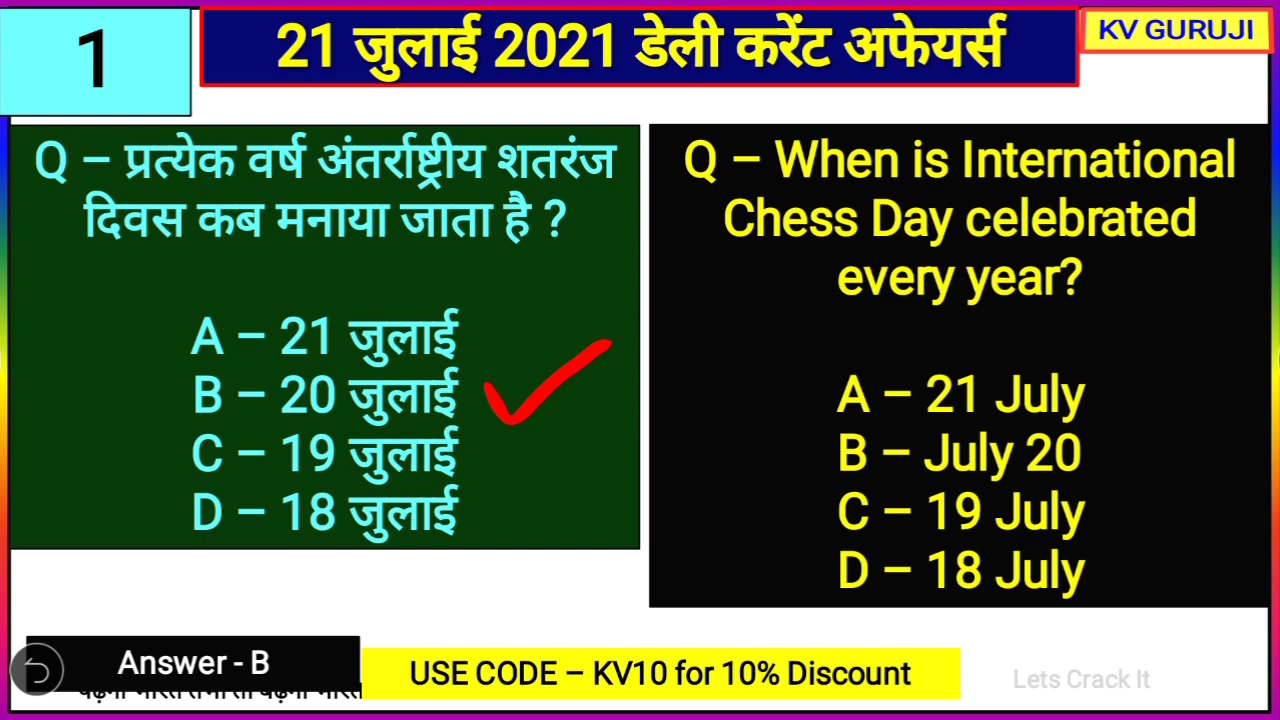 1
21 जुलाई 2021 डेली करेंट अफेयर्स
KV GURUJI
Q – प्रत्येक वर्ष अंतर्राष्ट्रीय शतरंज
दिवस कब मनाया जाता है ?
A – 21 जुलाई
B – 20 जुलाई
C – 19 जुलाई
D – 18 जुलाई
Q – When is International
Chess Day celebrated
every year?
A – 21 July
B – July 20
C – 19 July
D – 18 July
Answer - B
USE CODE – KV10 for 10% Discount
Lets Crack It